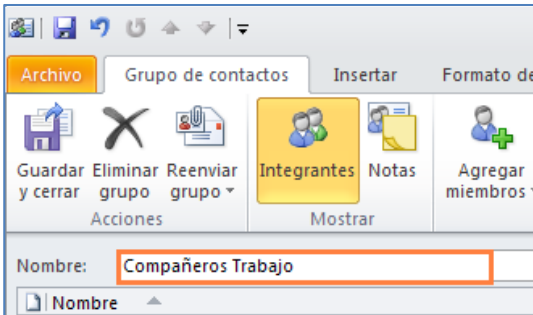 Archivo Grupo de contactos Insertar Formato de
Guardar Eliminar Reenviar Integrantes Notas Agregar
y cerrar grupo grupo miembros
Acciones Mostrar
Nombre: Compañeros Trabajo
Nombre